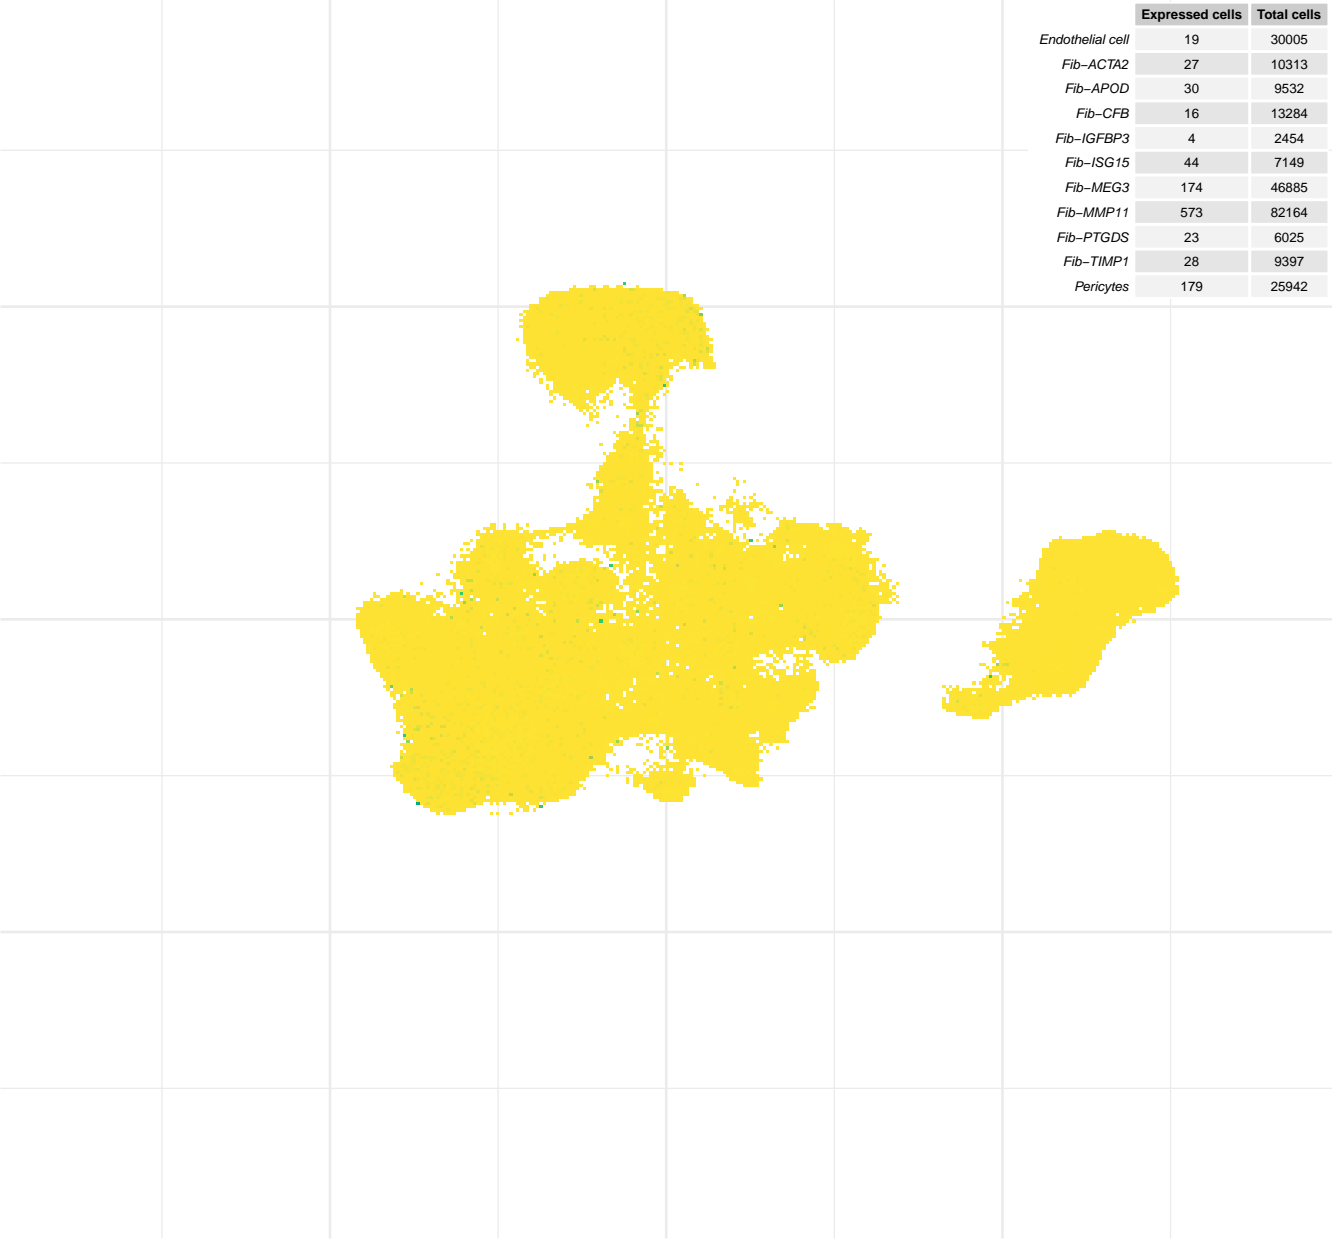 Expressed cells Total cells
Endothelial cell 19 30005
Fib−ACTA2 27 10313
Fib−APOD 30 9532
Fib−CFB 16 13284
Fib−IGFBP3 4 2454
Fib−ISG15 44 7149
Fib−MEG3 174 46885
Fib−MMP11 573 82164
Fib−PTGDS 23 6025
Fib−TIMP1 28 9397
Pericytes 179 25942